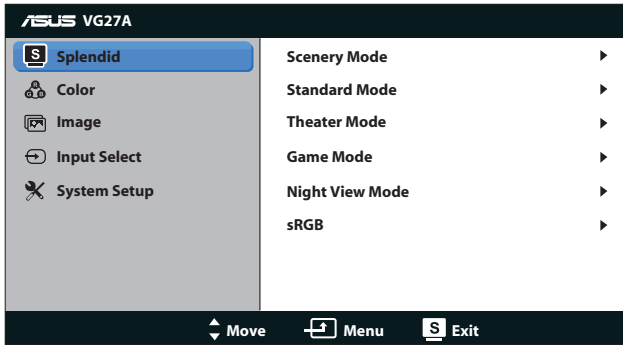 ASUS VG27A
S Splendid
Color
Image
Input Select
System Setup
Scenery Mode
Standard Mode
Theater Mode
Game Mode
Night View Mode
sRGB
Move Menu S Exit